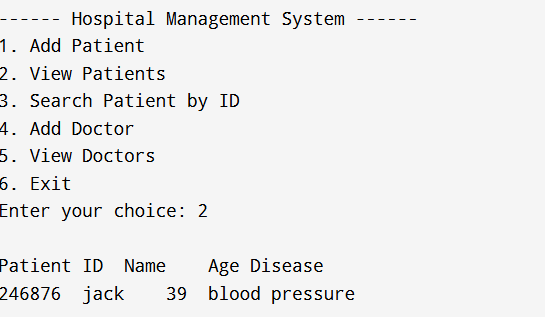 ------ Hospital Management System ------
1. Add Patient
2. View Patients
3. Search Patient by ID
4. Add Doctor
5. View Doctors
6. Exit
Enter your choice: 2
Patient ID  Name    Age Disease
246876  jack    39  blood pressure